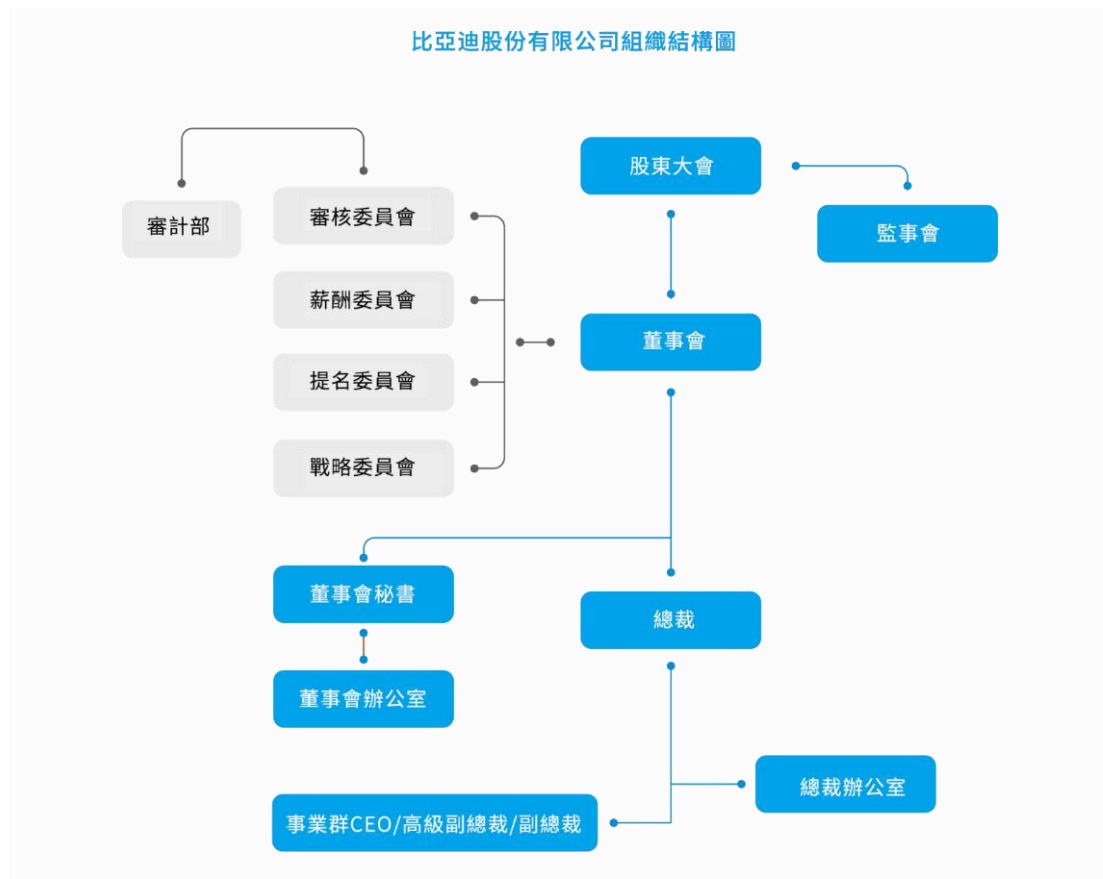 比亞迪股份有限公司組織結構圖
股東大會
監事會
審計部
審核委員會
薪酬委員會
提名委員會
戰略委員會
董事會
董事會秘書
總裁
董事會辦公室
總裁辦公室
事業群CEO/高級副總裁/副總裁